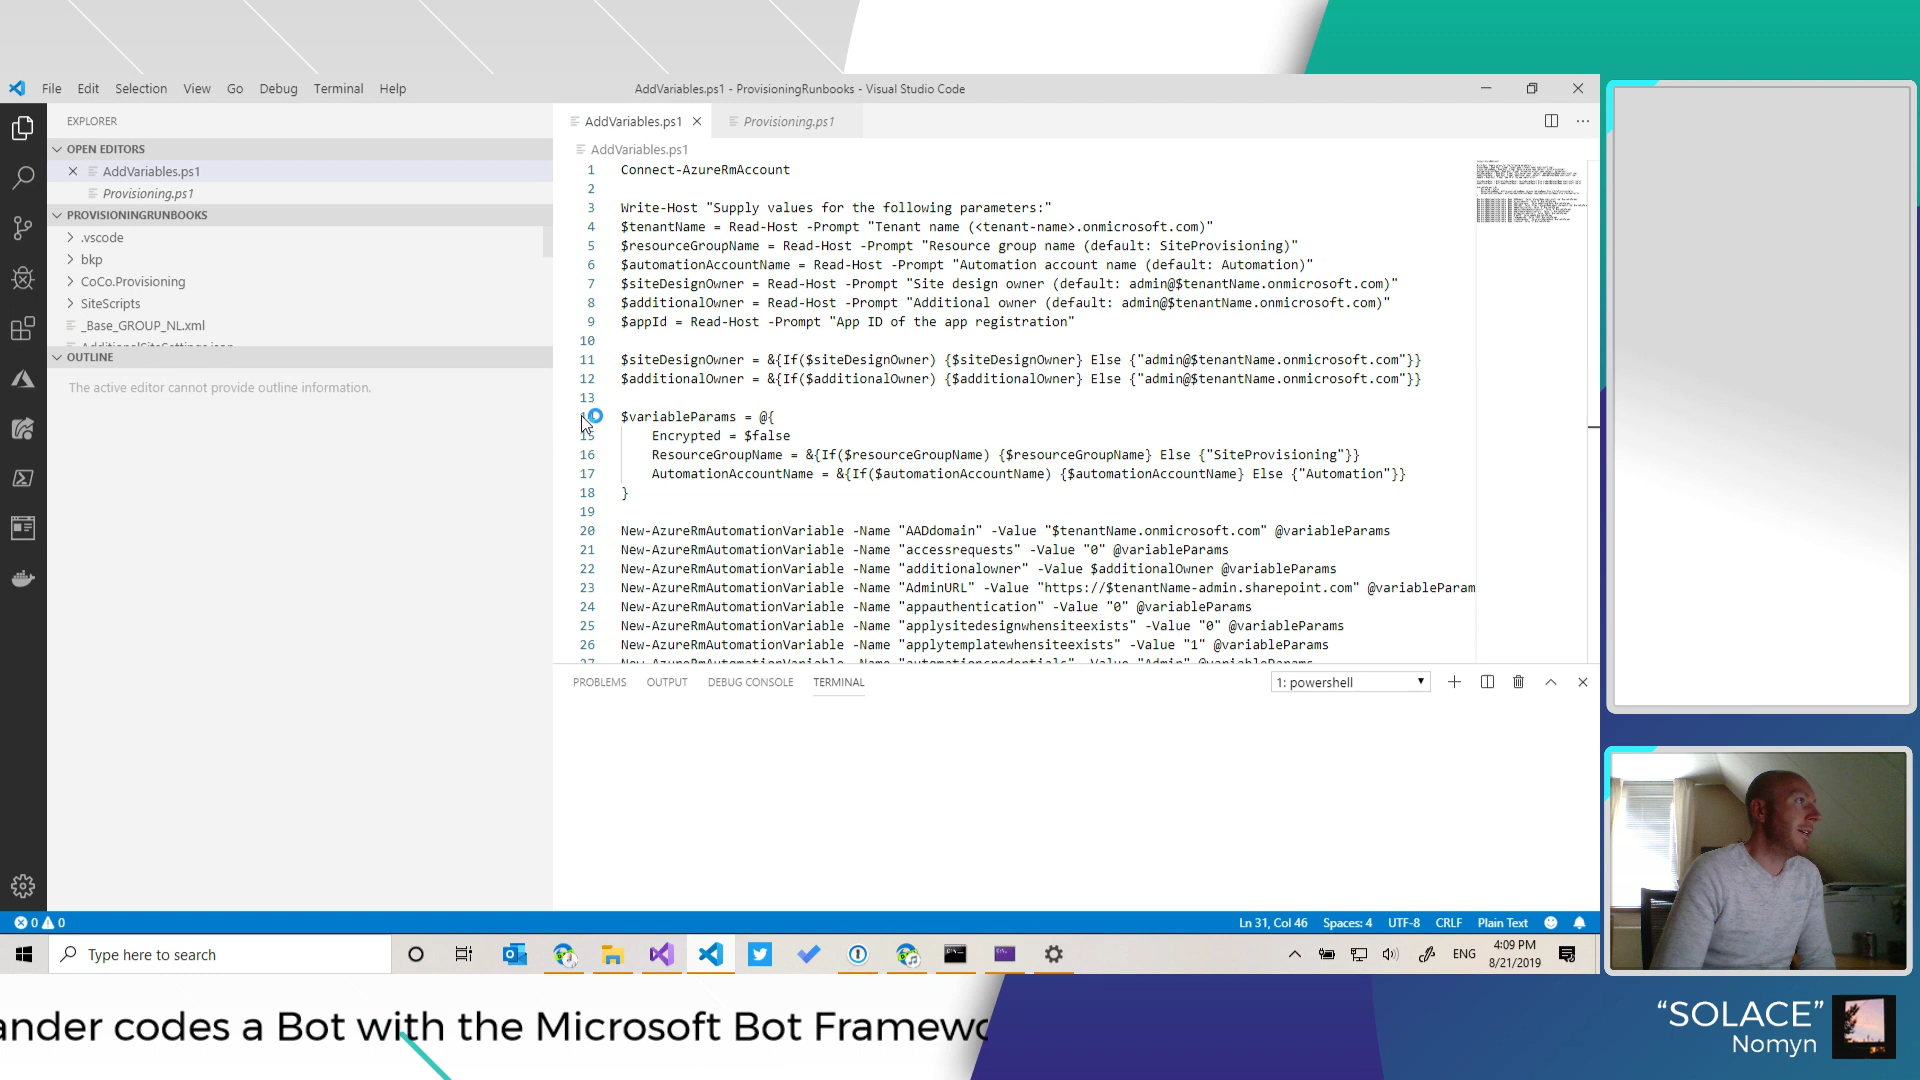 File Edit Selection View Go Debug Terminal Help
AddVariables.ps1 - ProvisioningRunbooks - Visual Studio Code
EXPLORER
OPEN EDITORS
AddVariables.ps1
Provisioning.ps1
PROVISIONINGRUNBOOKS
.vscode
bkp
CoCo.Provisioning
SiteScripts
_Base_GROUP_NL.xml
OUTLINE
The active editor cannot provide outline information.
AddVariables.ps1
Provisioning.ps1
AddVariables.ps1
1 Connect-AzureRmAccount
2
3 Write-Host "Supply values for the following parameters:"
4 $tenantName = Read-Host -Prompt "Tenant name (<tenant-name>.onmicrosoft.com)"
5 $resourceGroupName = Read-Host -Prompt "Resource group name (default: SiteProvisioning)"
6 $automationAccountName = Read-Host -Prompt "Automation account name (default: Automation)"
7 $siteDesignOwner = Read-Host -Prompt "Site design owner (default: admin@$tenantName.onmicrosoft.com)"
8 $additionalOwner = Read-Host -Prompt "Additional owner (default: admin@$tenantName.onmicrosoft.com)"
9 $appId = Read-Host -Prompt "App ID of the app registration"
10
11 $siteDesignOwner = &{If($siteDesignOwner) {$siteDesignOwner} Else {"admin@$tenantName.onmicrosoft.com"}}
12 $additionalOwner = &{If($additionalOwner) {$additionalOwner} Else {"admin@$tenantName.onmicrosoft.com"}}
13
$variableParams = @{
15 Encrypted = $false
16 ResourceGroupName = &{If($resourceGroupName) {$resourceGroupName} Else {"SiteProvisioning"}}
17 AutomationAccountName = &{If($automationAccountName) {$automationAccountName} Else {"Automation"}}
18 }
19
20 New-AzureRmAutomationVariable -Name "AADdomain" -Value "$tenantName.onmicrosoft.com" @variableParams
21 New-AzureRmAutomationVariable -Name "accessrequests" -Value "0" @variableParams
22 New-AzureRmAutomationVariable -Name "additionalowner" -Value $additionalOwner @variableParams
23 New-AzureRmAutomationVariable -Name "AdminURL" -Value "https://$tenantName-admin.sharepoint.com" @variableParam
24 New-AzureRmAutomationVariable -Name "appauthentication" -Value "0" @variableParams
25 New-AzureRmAutomationVariable -Name "applysitedesignwhensiteexists" -Value "0" @variableParams
26 New-AzureRmAutomationVariable -Name "applytemplatewhensiteexists" -Value "1" @variableParams
27 New-AzureRmAutomationVariable -Name "automationcredentials" -Value "Admin" @variableParams
PROBLEMS OUTPUT DEBUG CONSOLE TERMINAL
1: powershell
0 0
Ln 31, Col 46 Spaces: 4 UTF-8 CRLF Plain Text
Type here to search
ENG
4:09 PM
8/21/2019
ander codes a Bot with the Microsoft Bot Framewo
“SOLACE”
Nomyn